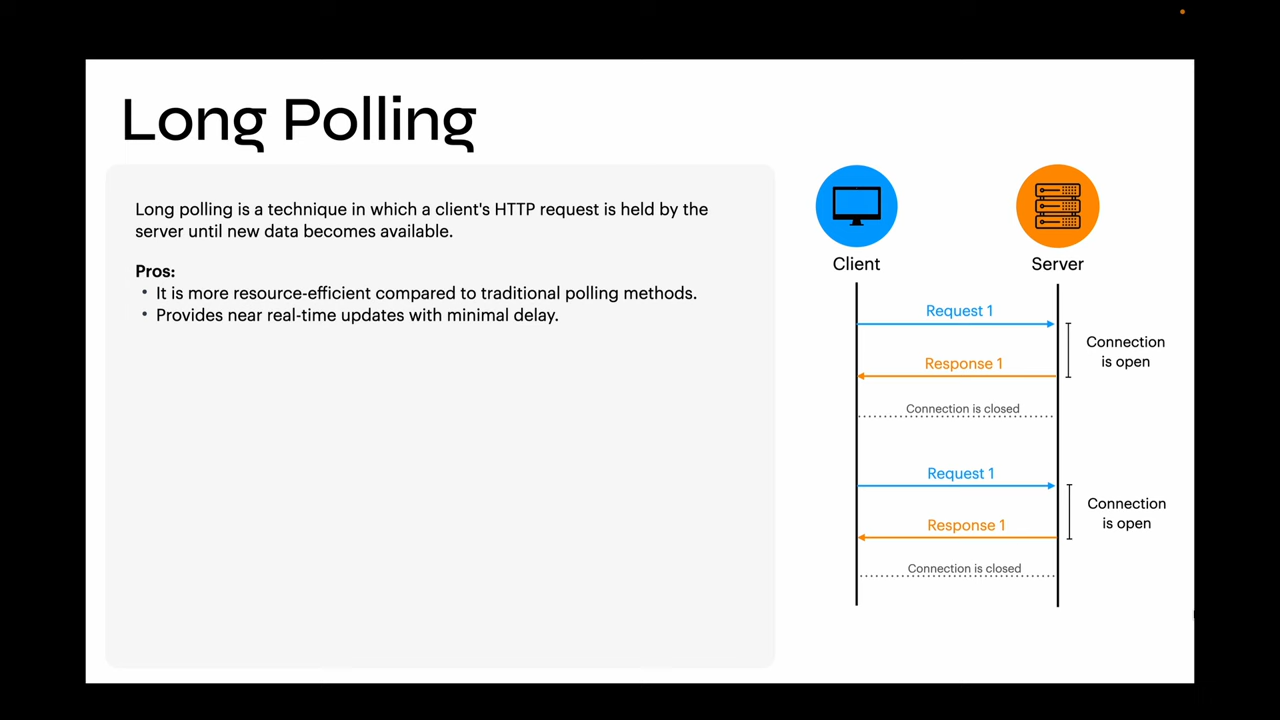 Long Polling
Long polling is a technique in which a client's HTTP request is held by the
server until new data becomes available.
Pros:
• It is more resource-efficient compared to traditional polling methods.
• Provides near real-time updates with minimal delay.
Client
Server
Request 1
Connection
is open
Response 1
Connection is closed
Request 1
Connection
is open
Response 1
Connection is closed